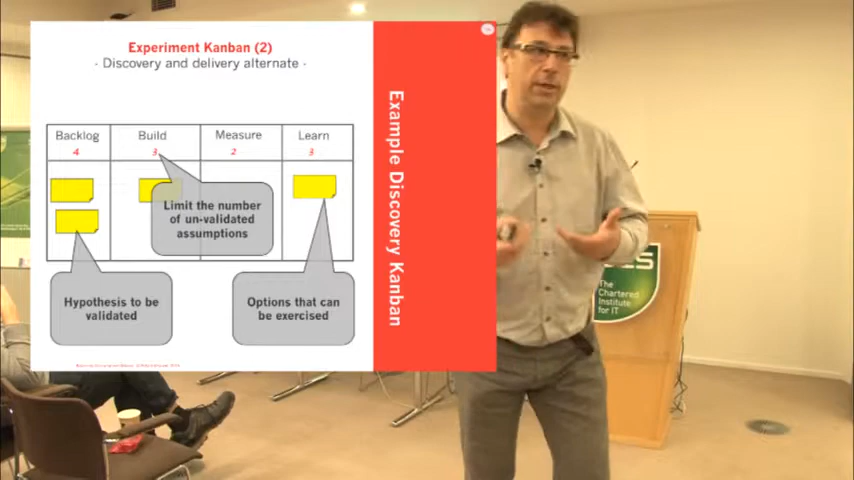 Experiment Kanban (2)
- Discovery and delivery alternate -
Backlog
4
Build
3
Measure
2
Learn
3
Limit the number
of un-validated
assumptions
Hypothesis to be
validated
Options that can
be exercised
Example Discovery Kanban
The
Chartered
Institute
for IT